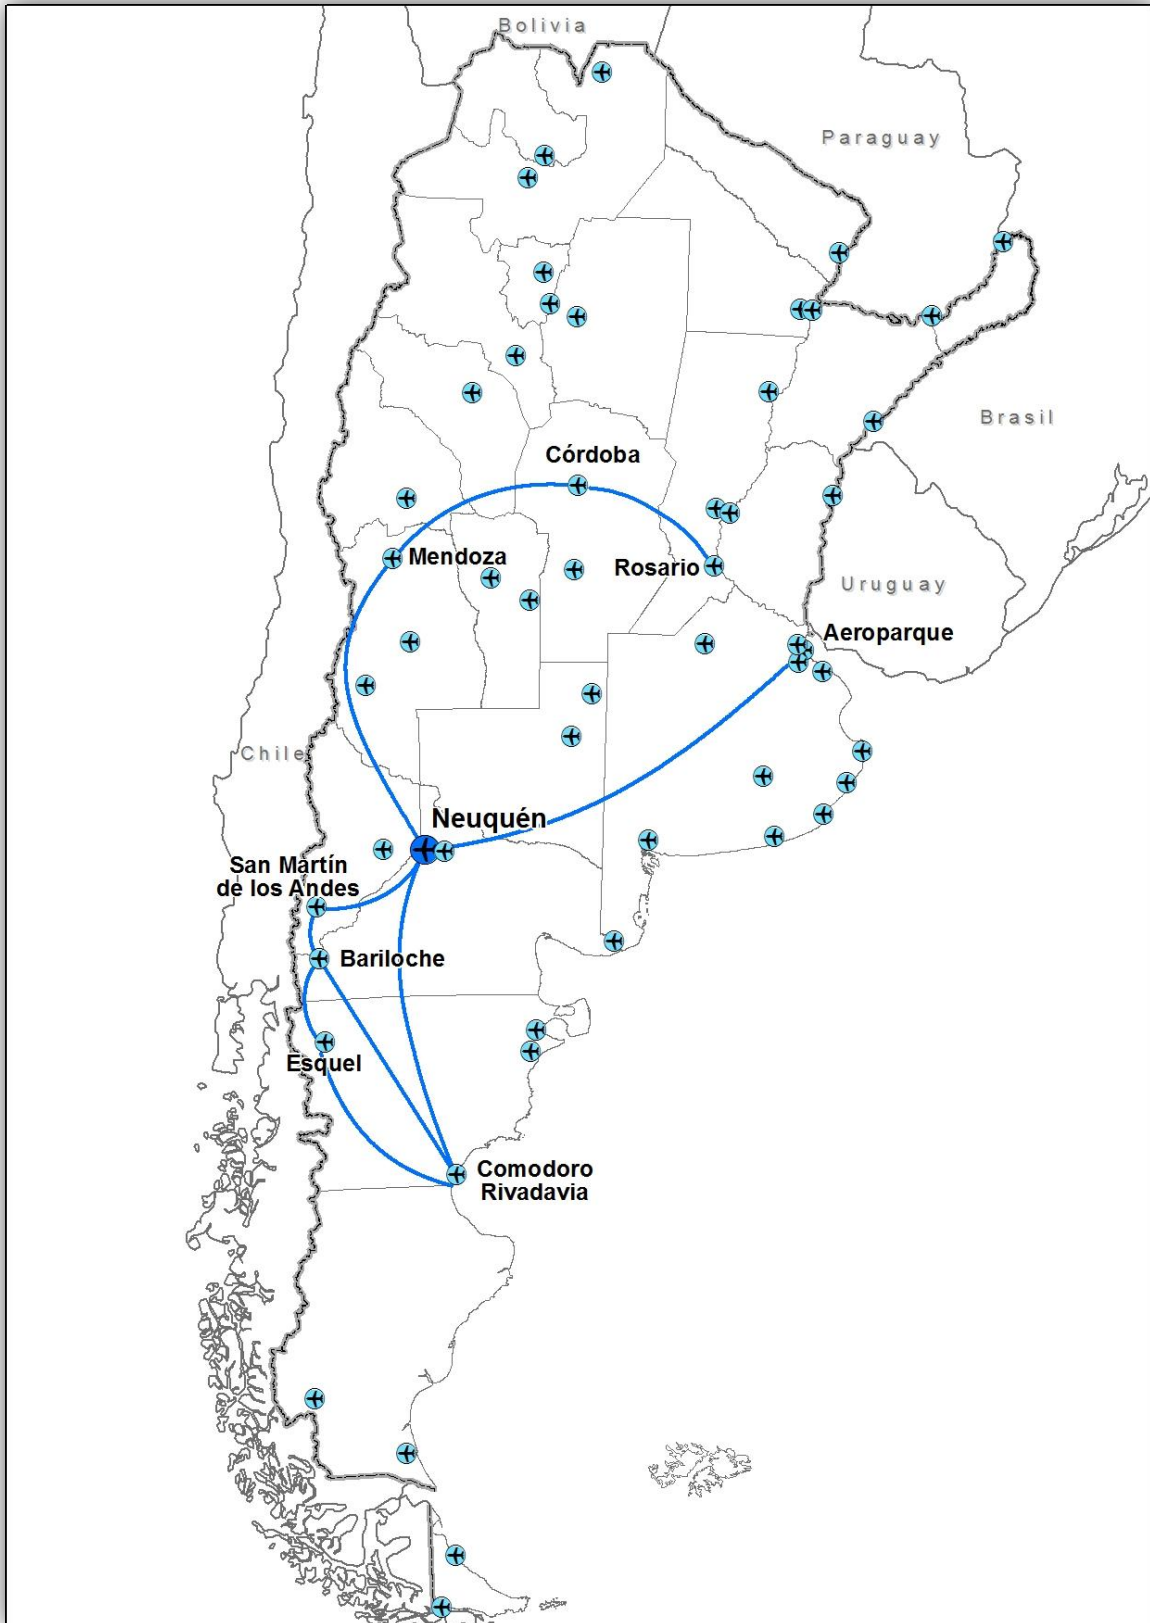 Bolivia
Paraguay
Brasil
Córdoba
Mendoza
Rosario
Uruguay
Aeroparque
Chile
Neuquén
San Martín
de los Andes
Bariloche
Esquel
Comodoro
Rivadavia